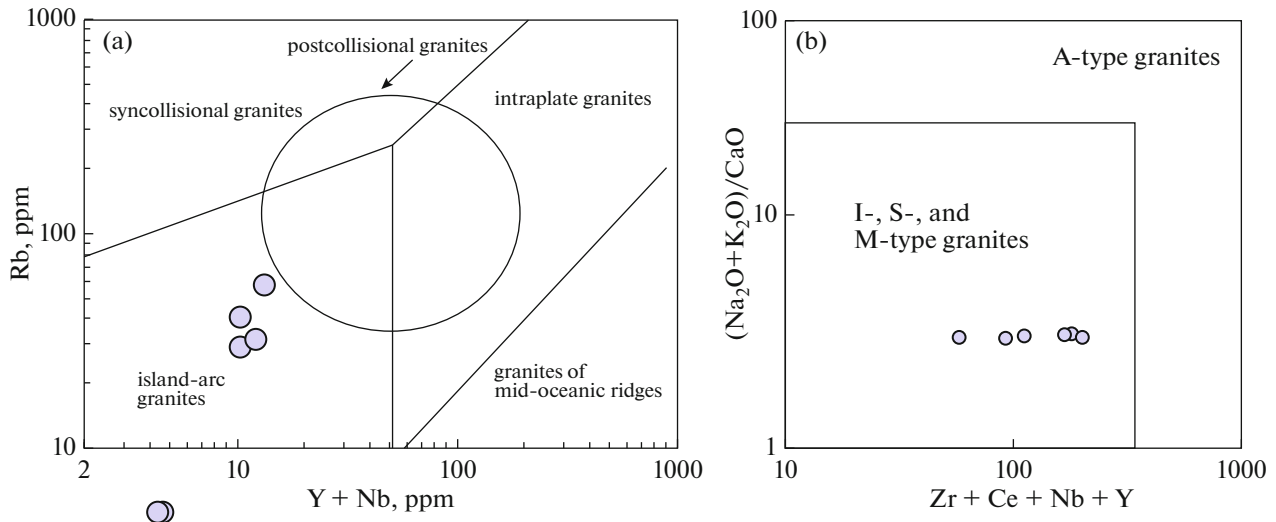 (a)
postcollisional granites
syncollisional granites
intraplate granites
island-arc
granites
granites of
mid-oceanic ridges
1000
100
10
Rb, ppm
2
10
100
1000
Y + Nb, ppm
(b)
A-type granites
I-, S-, and
M-type granites
100
10
1
(Na₂O+K₂O)/CaO
10
100
1000
Zr + Ce + Nb + Y